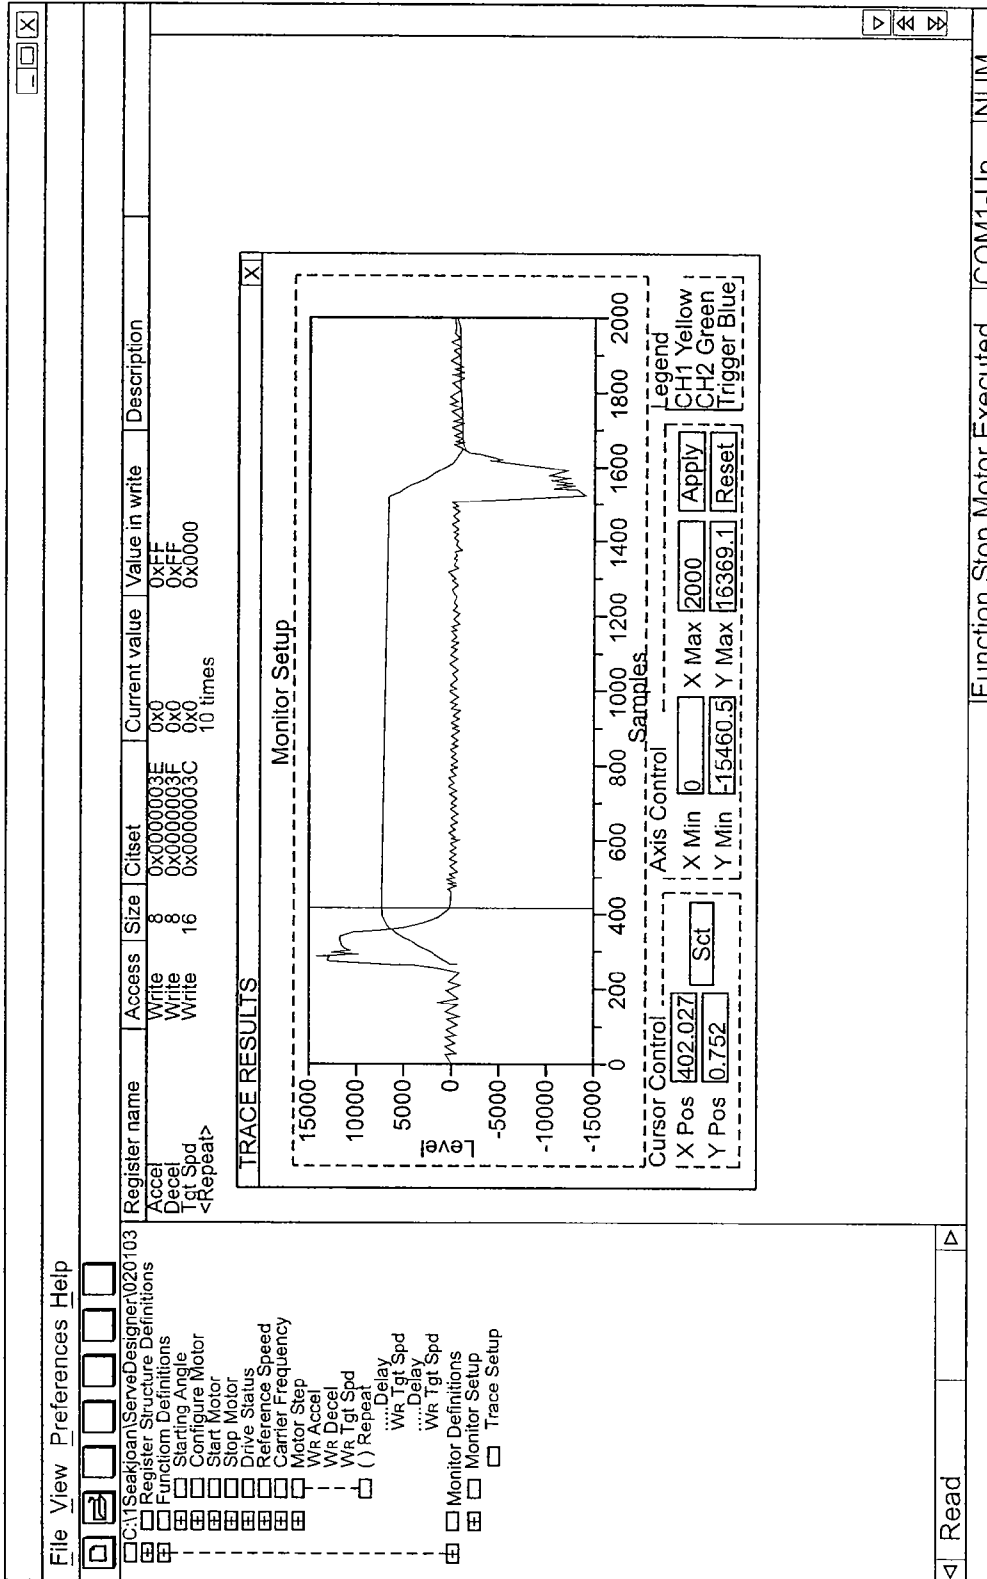 File View Preferences Help
C:\1Seakjoan\ServeDesigner\020103
Register Structure Definitions
Functiom Definitions
Starting Angle
Configure Motor
Start Motor
Stop Motor
Drive Status
Reference Speed
Carrier Frequency
Motor Step
WR Accel
WR Decel
WR Tgt Spd
( ) Repeat
......Delay
WR Tgt Spd
......Delay
WR Tgt Spd
Monitor Definitions
Monitor Setup
Trace Setup
Register name Access Size Citset Current value Value in write Description
Accel Write 8 0x0000003E 0x0 0xFF
Decel Write 8 0x0000003F 0x0 0xFF
Tgt Spd Write 16 0x0000003C 0x0 0x0000
<Repeat> 10 times
TRACE RESULTS X
Monitor Setup
15000
10000
5000
0
-5000
-10000
-15000
Level
0 200 400 600 800 1000 1200 1400 1600 1800 2000
Samples
Cursor Control Axis Control Legend
X Pos 402.027 Sct X Min 0 X Max 2000 Apply CH1 Yellow
CH2 Green
Y Pos 0.752 Y Min -15460.5 Y Max 16369.1 Reset Trigger Blue
Read
Function Stop Motor Executed COM1-Up NUM